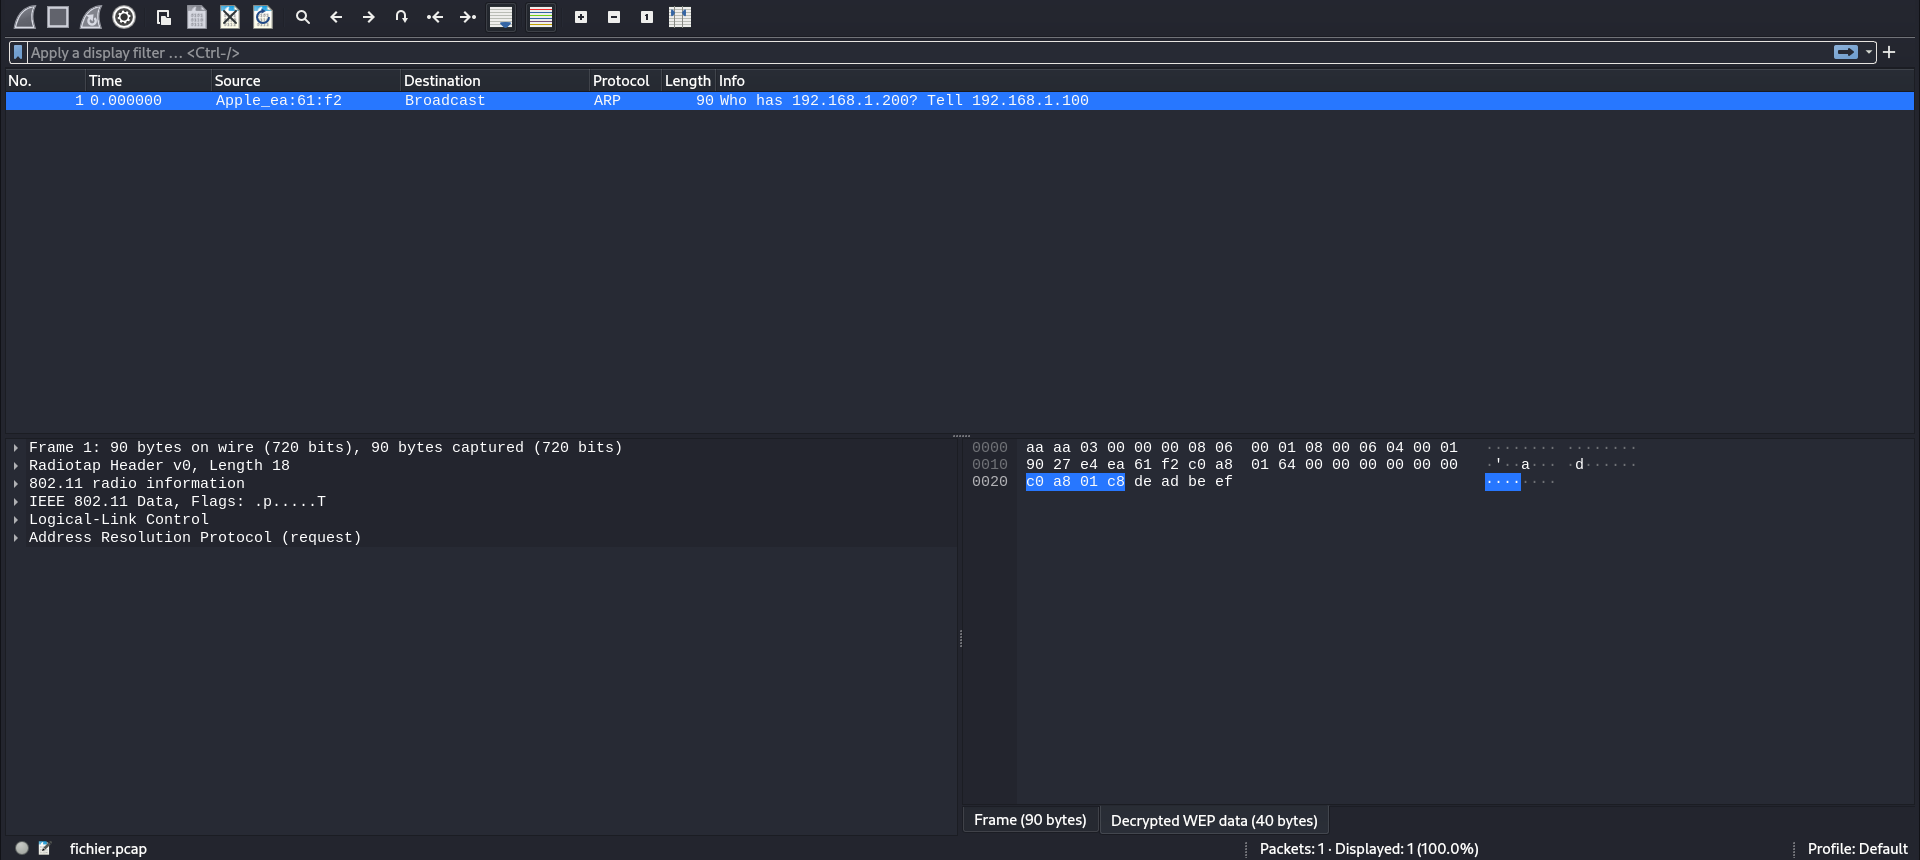 Apply a display filter … <Ctrl-/>
No. Time Source Destination Protocol Length Info
1 0.000000 Apple_ea:61:f2 Broadcast ARP 90 Who has 192.168.1.200? Tell 192.168.1.100
Frame 1: 90 bytes on wire (720 bits), 90 bytes captured (720 bits)
Radiotap Header v0, Length 18
802.11 radio information
IEEE 802.11 Data, Flags: .p.....T
Logical-Link Control
Address Resolution Protocol (request)
0000 aa aa 03 00 00 00 08 06 00 01 08 00 06 04 00 01 ········ ········
0010 90 27 e4 ea 61 f2 c0 a8 01 64 00 00 00 00 00 00 ·'··a··· ·d······
0020 c0 a8 01 c8 de ad be ef ········
Frame (90 bytes) Decrypted WEP data (40 bytes)
fichier.pcap Packets: 1 · Displayed: 1 (100.0%) Profile: Default